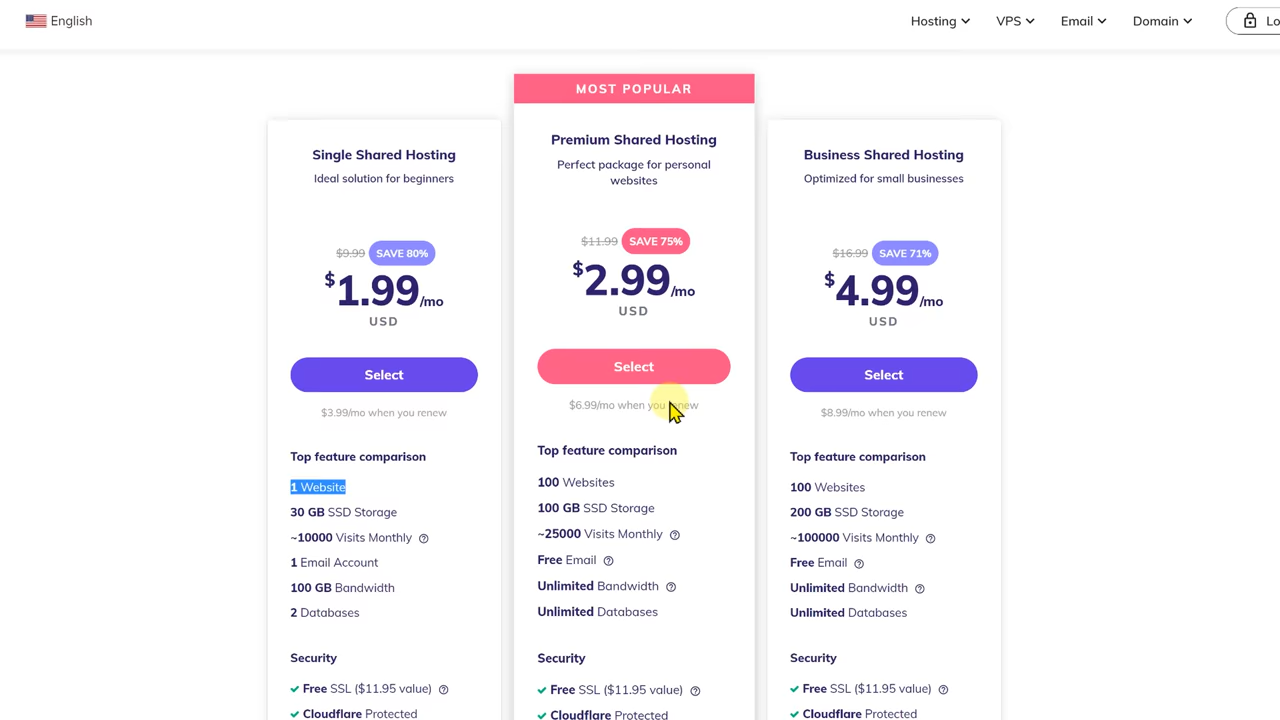 English
Hosting
VPS
Email
Domain
Lo
MOST POPULAR
Single Shared Hosting
Ideal solution for beginners
$9.99 SAVE 80%
$1.99/mo
USD
Select
$3.99/mo when you renew
Top feature comparison
1 Website
30 GB SSD Storage
~10000 Visits Monthly
1 Email Account
100 GB Bandwidth
2 Databases
Security
Free SSL ($11.95 value)
Cloudflare Protected
Premium Shared Hosting
Perfect package for personal
websites
$11.99 SAVE 75%
$2.99/mo
USD
Select
$6.99/mo when you renew
Top feature comparison
100 Websites
100 GB SSD Storage
~25000 Visits Monthly
Free Email
Unlimited Bandwidth
Unlimited Databases
Security
Free SSL ($11.95 value)
Cloudflare Protected
Business Shared Hosting
Optimized for small businesses
$16.99 SAVE 71%
$4.99/mo
USD
Select
$8.99/mo when you renew
Top feature comparison
100 Websites
200 GB SSD Storage
~100000 Visits Monthly
Free Email
Unlimited Bandwidth
Unlimited Databases
Security
Free SSL ($11.95 value)
Cloudflare Protected